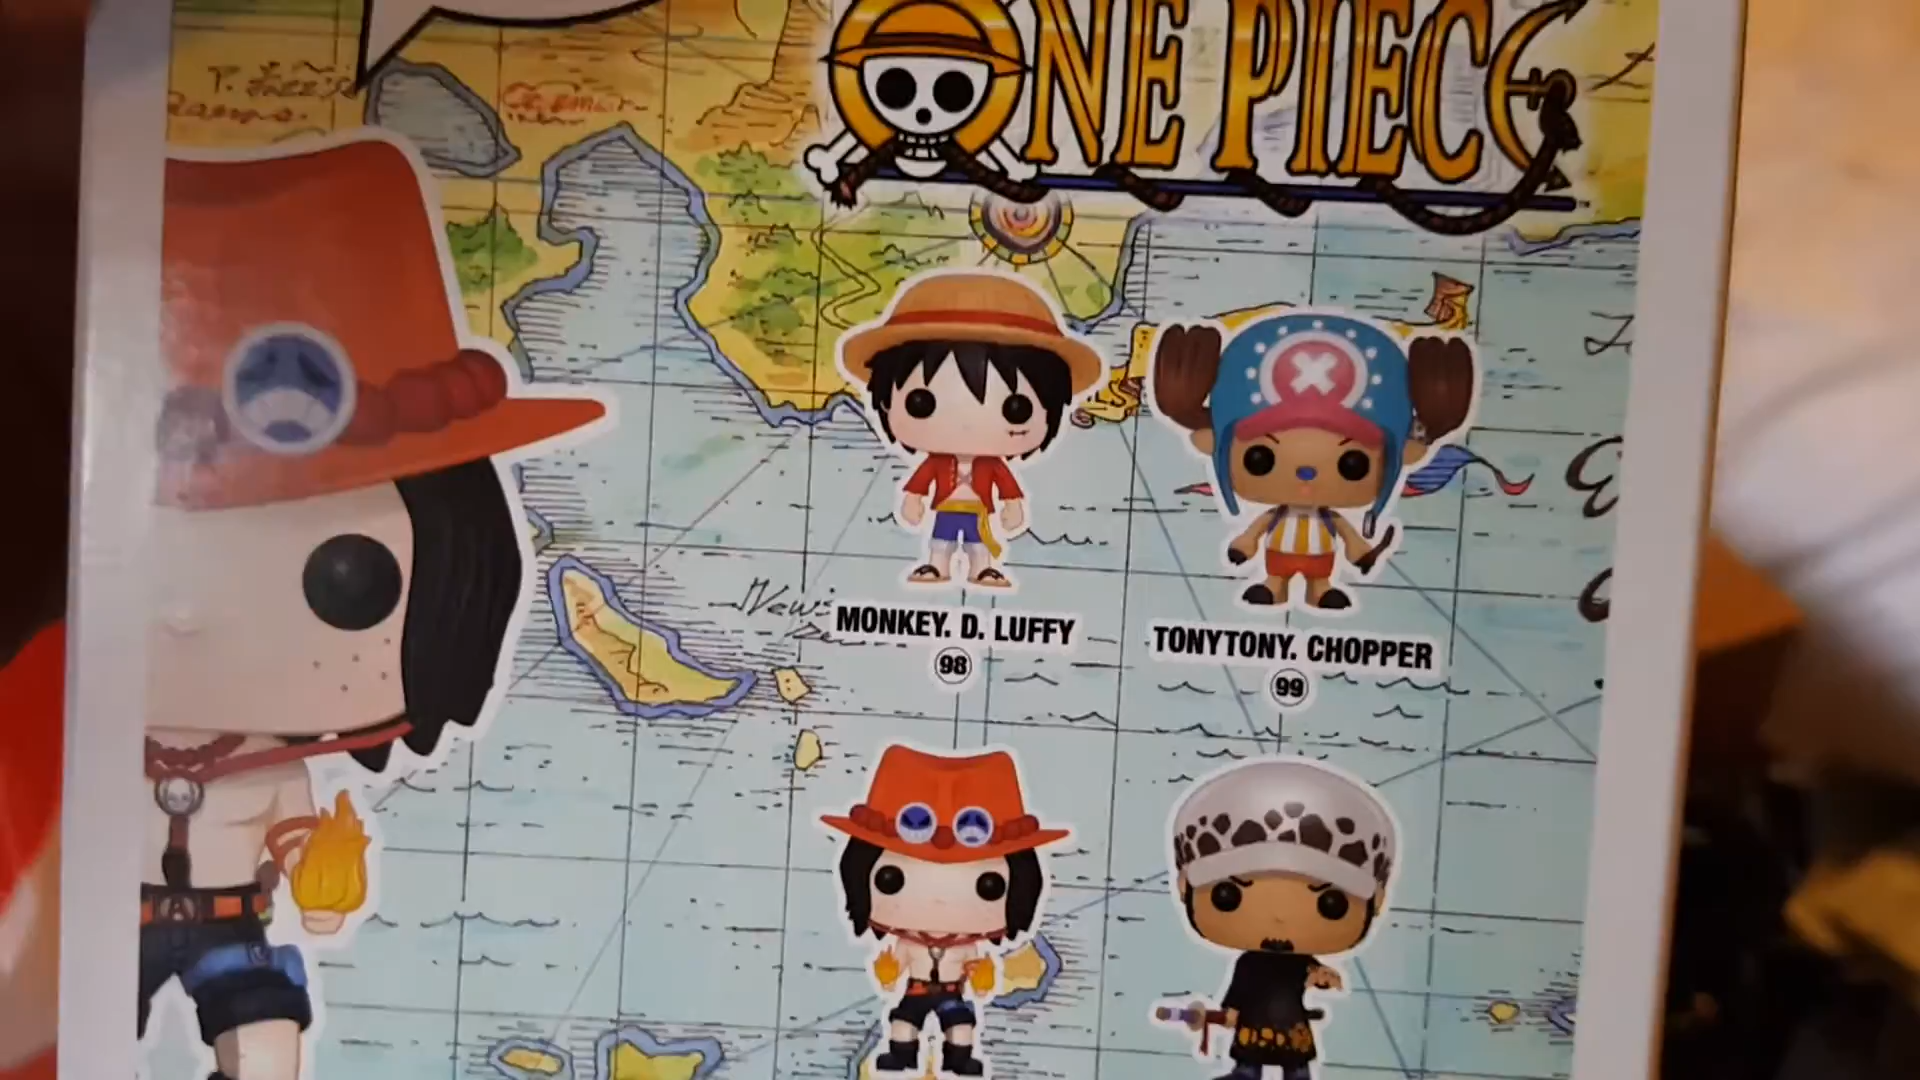 ONE PIECE
MONKEY. D. LUFFY
98
TONYTONY. CHOPPER
99